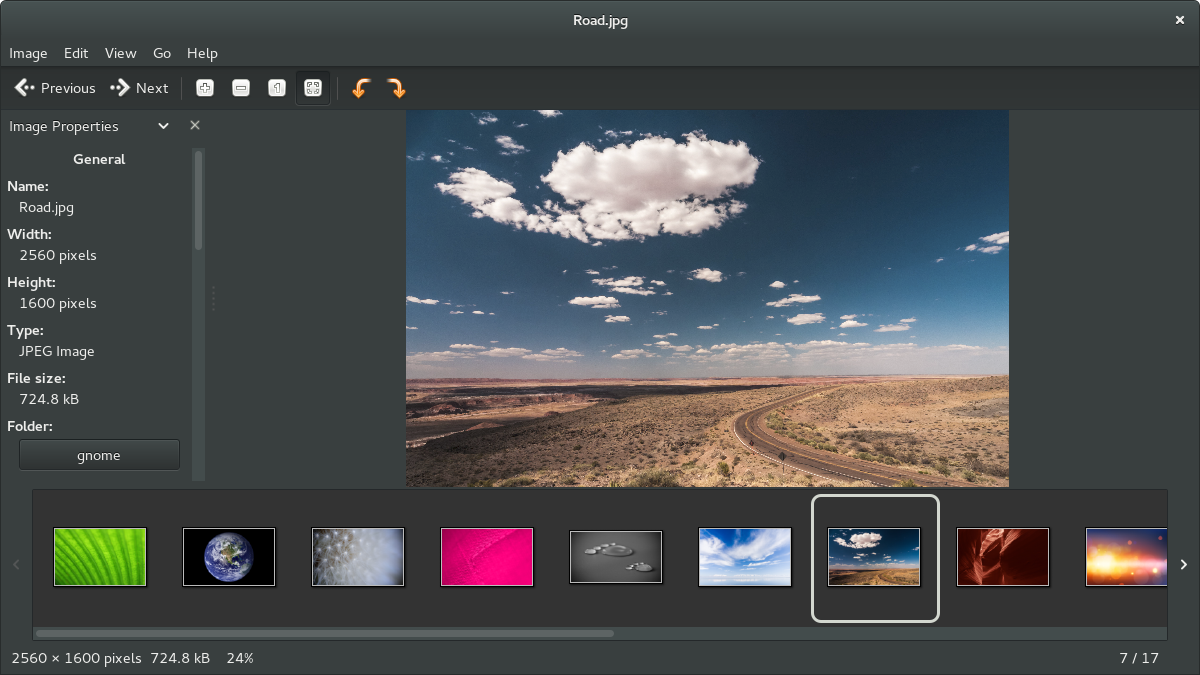 Road.jpg
Image Edit View Go Help
Previous Next
Image Properties
General
Name:
Road.jpg
Width:
2560 pixels
Height:
1600 pixels
Type:
JPEG Image
File size:
724.8 kB
Folder:
gnome
2560 × 1600 pixels 724.8 kB 24% 7 / 17